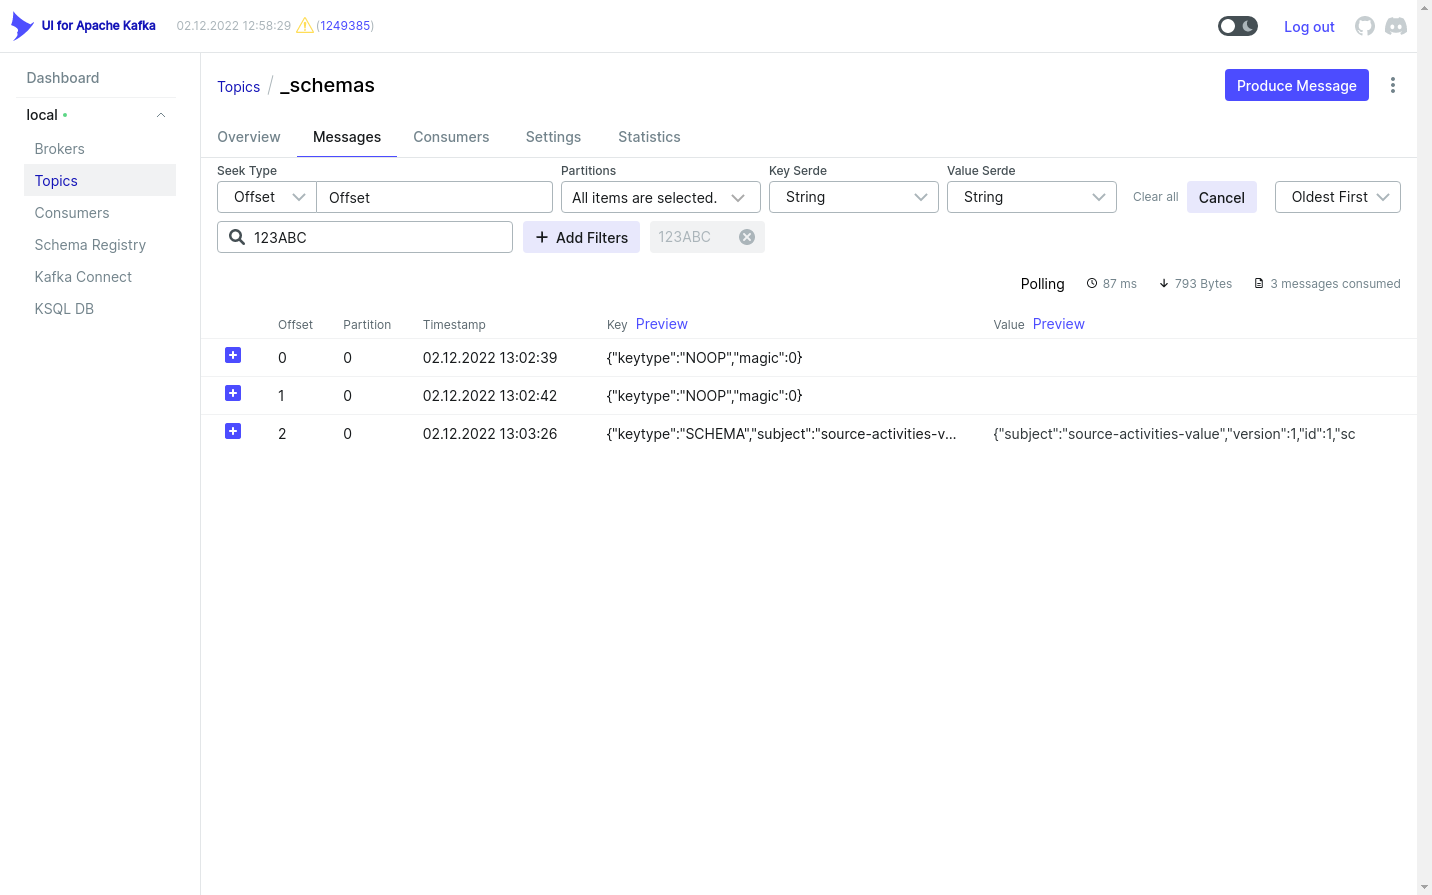 UI for Apache Kafka 02.12.2022 12:58:29 (1249385) Log out
Dashboard
local
Brokers
Topics
Consumers
Schema Registry
Kafka Connect
KSQL DB
Topics / _schemas Produce Message
Overview Messages Consumers Settings Statistics
Seek Type Partitions Key Serde Value Serde
Offset Offset All items are selected. String String Clear all Cancel Oldest First
123ABC + Add Filters 123ABC
Polling 87 ms 793 Bytes 3 messages consumed
Offset Partition Timestamp Key Preview Value Preview
0 0 02.12.2022 13:02:39 {"keytype":"NOOP","magic":0}
1 0 02.12.2022 13:02:42 {"keytype":"NOOP","magic":0}
2 0 02.12.2022 13:03:26 {"keytype":"SCHEMA","subject":"source-activities-v... {"subject":"source-activities-value","version":1,"id":1,"sc